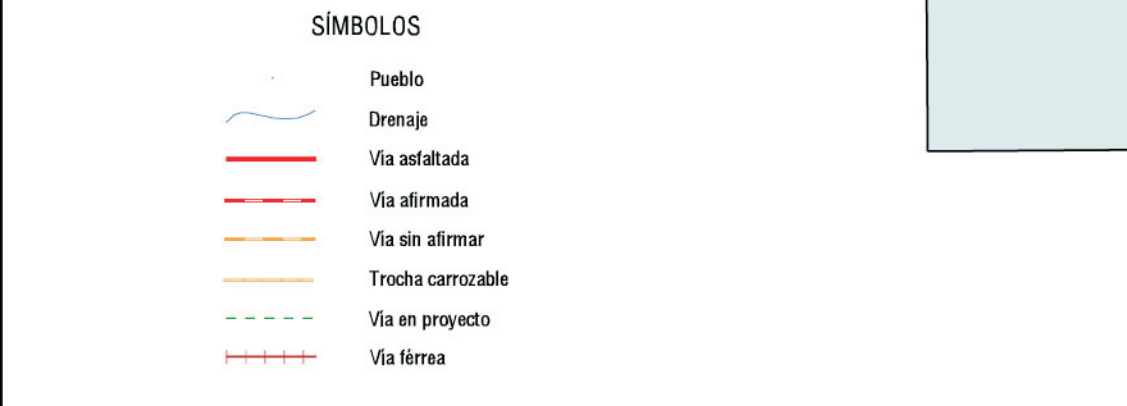 SÍMBOLOS
Pueblo
Drenaje
Vía asfaltada
Vía afirmada
Vía sin afirmar
Trocha carrozable
Vía en proyecto
Vía férrea